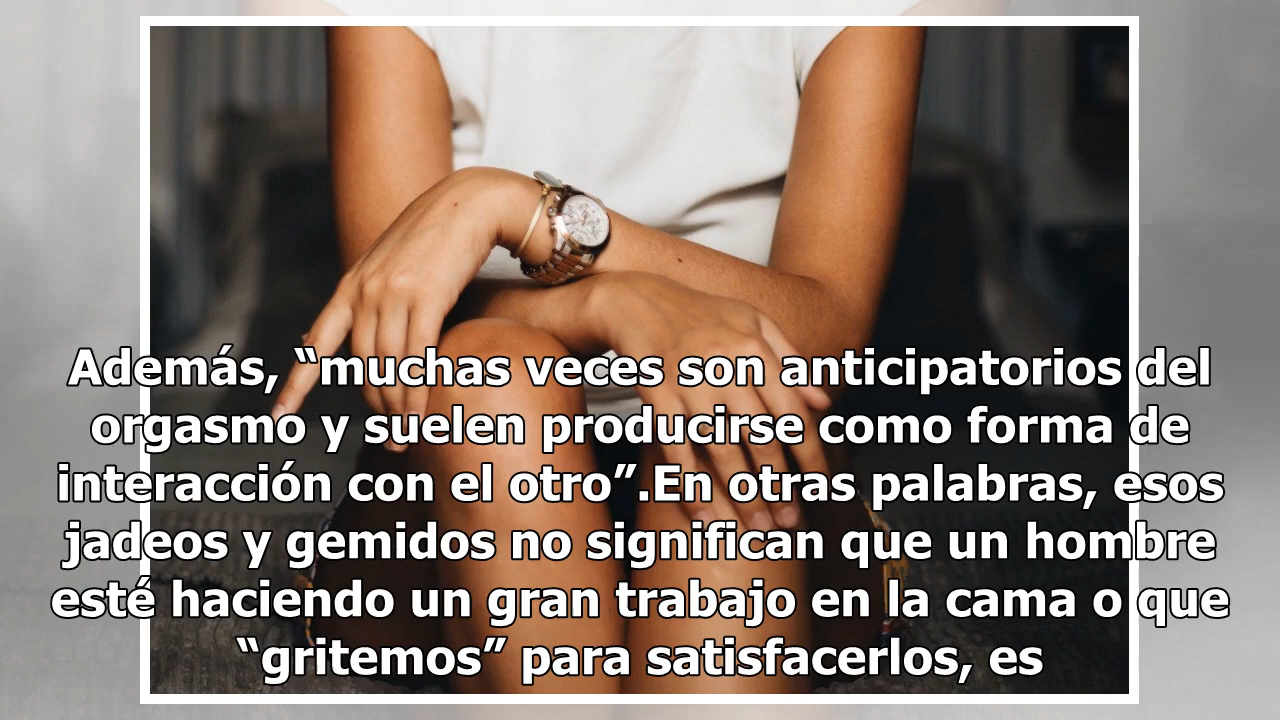 Además, “muchas veces son anticipatorios del
orgasmo y suelen producirse como forma de
interacción con el otro”.En otras palabras, esos
jadeos y gemidos no significan que un hombre
esté haciendo un gran trabajo en la cama o que
“gritemos” para satisfacerlos, es